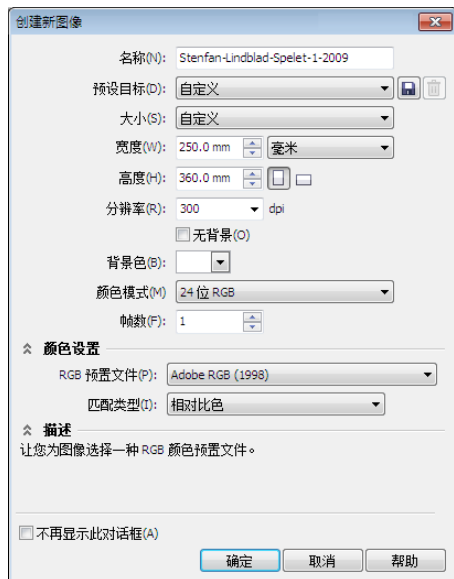 创建新图像
名称(N): Stenfan-Lindblad-Spelet-1-2009
预设目标(D): 自定义
大小(S): 自定义
宽度(W): 250.0 mm 毫米
高度(H): 360.0 mm
分辨率(R): 300 dpi
无背景(O)
背景色(B):
颜色模式(M) 24 位 RGB
帧数(F): 1
颜色设置
RGB 预置文件(P): Adobe RGB (1998)
匹配类型(I): 相对比色
描述
让您为图像选择一种 RGB 颜色预置文件。
不再显示此对话框(A)
确定 取消 帮助